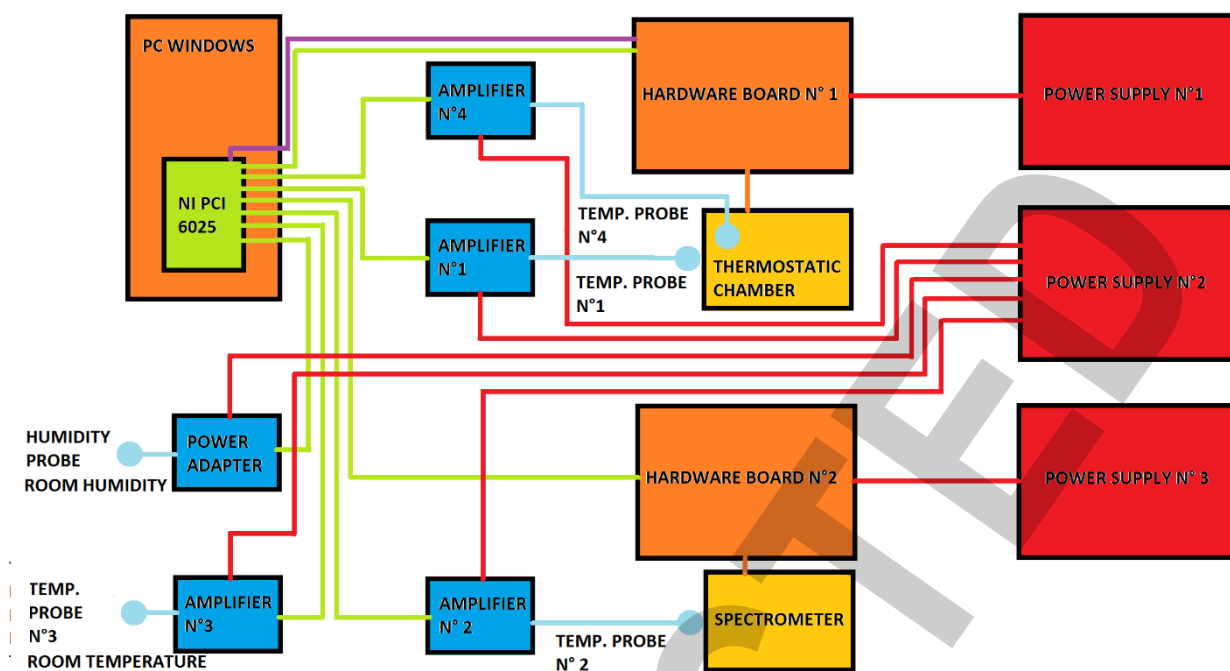 PC WINDOWS
NI PCI
6025
AMPLIFIER
N°4
HARDWARE BOARD N° 1
POWER SUPPLY N°1
TEMP. PROBE
N°4
AMPLIFIER
N°1
TEMP. PROBE
N°1
THERMOSTATIC
CHAMBER
POWER SUPPLY N°2
HUMIDITY
PROBE
ROOM HUMIDITY
POWER
ADAPTER
HARDWARE BOARD N°2
POWER SUPPLY N° 3
TEMP.
PROBE
N°3
ROOM TEMPERATURE
AMPLIFIER
N°3
AMPLIFIER
N° 2
TEMP. PROBE
N° 2
SPECTROMETER
TED